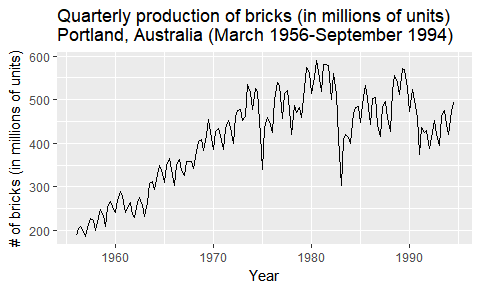 Quarterly production of bricks (in millions of units)
Portland, Australia (March 1956-September 1994)
# of bricks (in millions of units)
600
500
400
300
200
1960
1970
1980
1990
Year